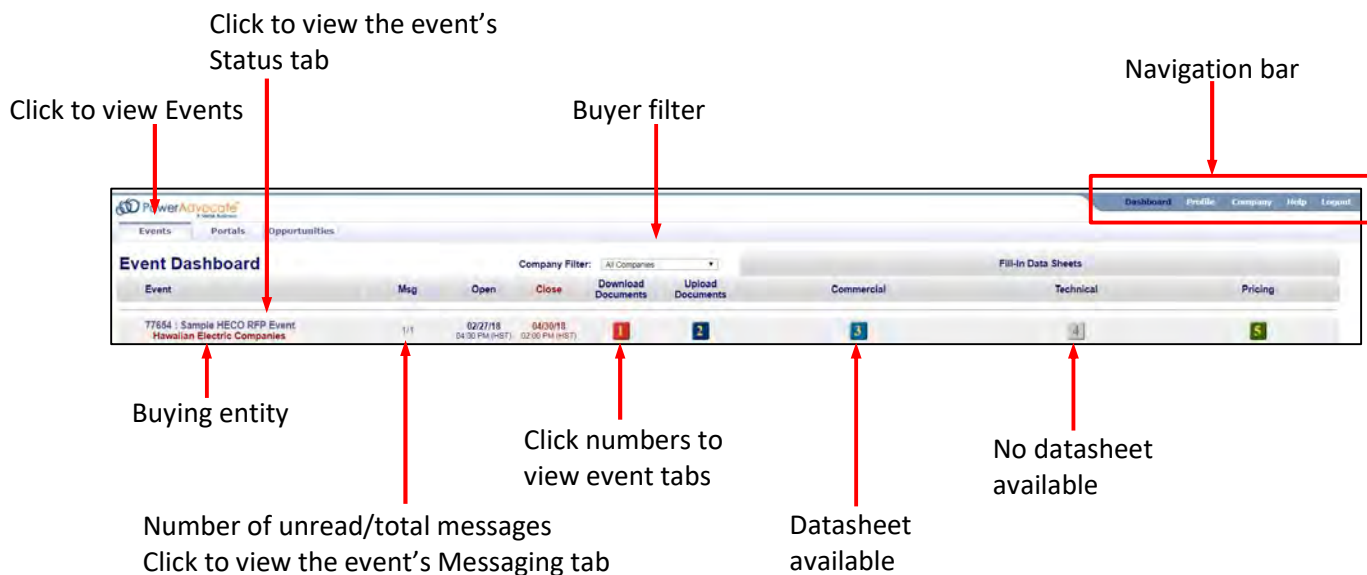 Click to view the event's
Status tab
Navigation bar
Click to view Events
Buyer filter
PowerAdvocate
Dashboard Profile Company Help Logout
Events Portals Opportunities
Event Dashboard
Company Filter: All Companies
Fill-In Data Sheets
Event Msg Open Close Download Documents Upload Documents Commercial Technical Pricing
77654 : Sample HECO RFP Event
Hawaiian Electric Companies
1/1
02/27/18
04:00 PM (HST)
04/30/18
02:00 PM (HST)
1 2 3 4 5
Buying entity
Click numbers to
view event tabs
No datasheet
available
Number of unread/total messages
Click to view the event's Messaging tab
Datasheet
available